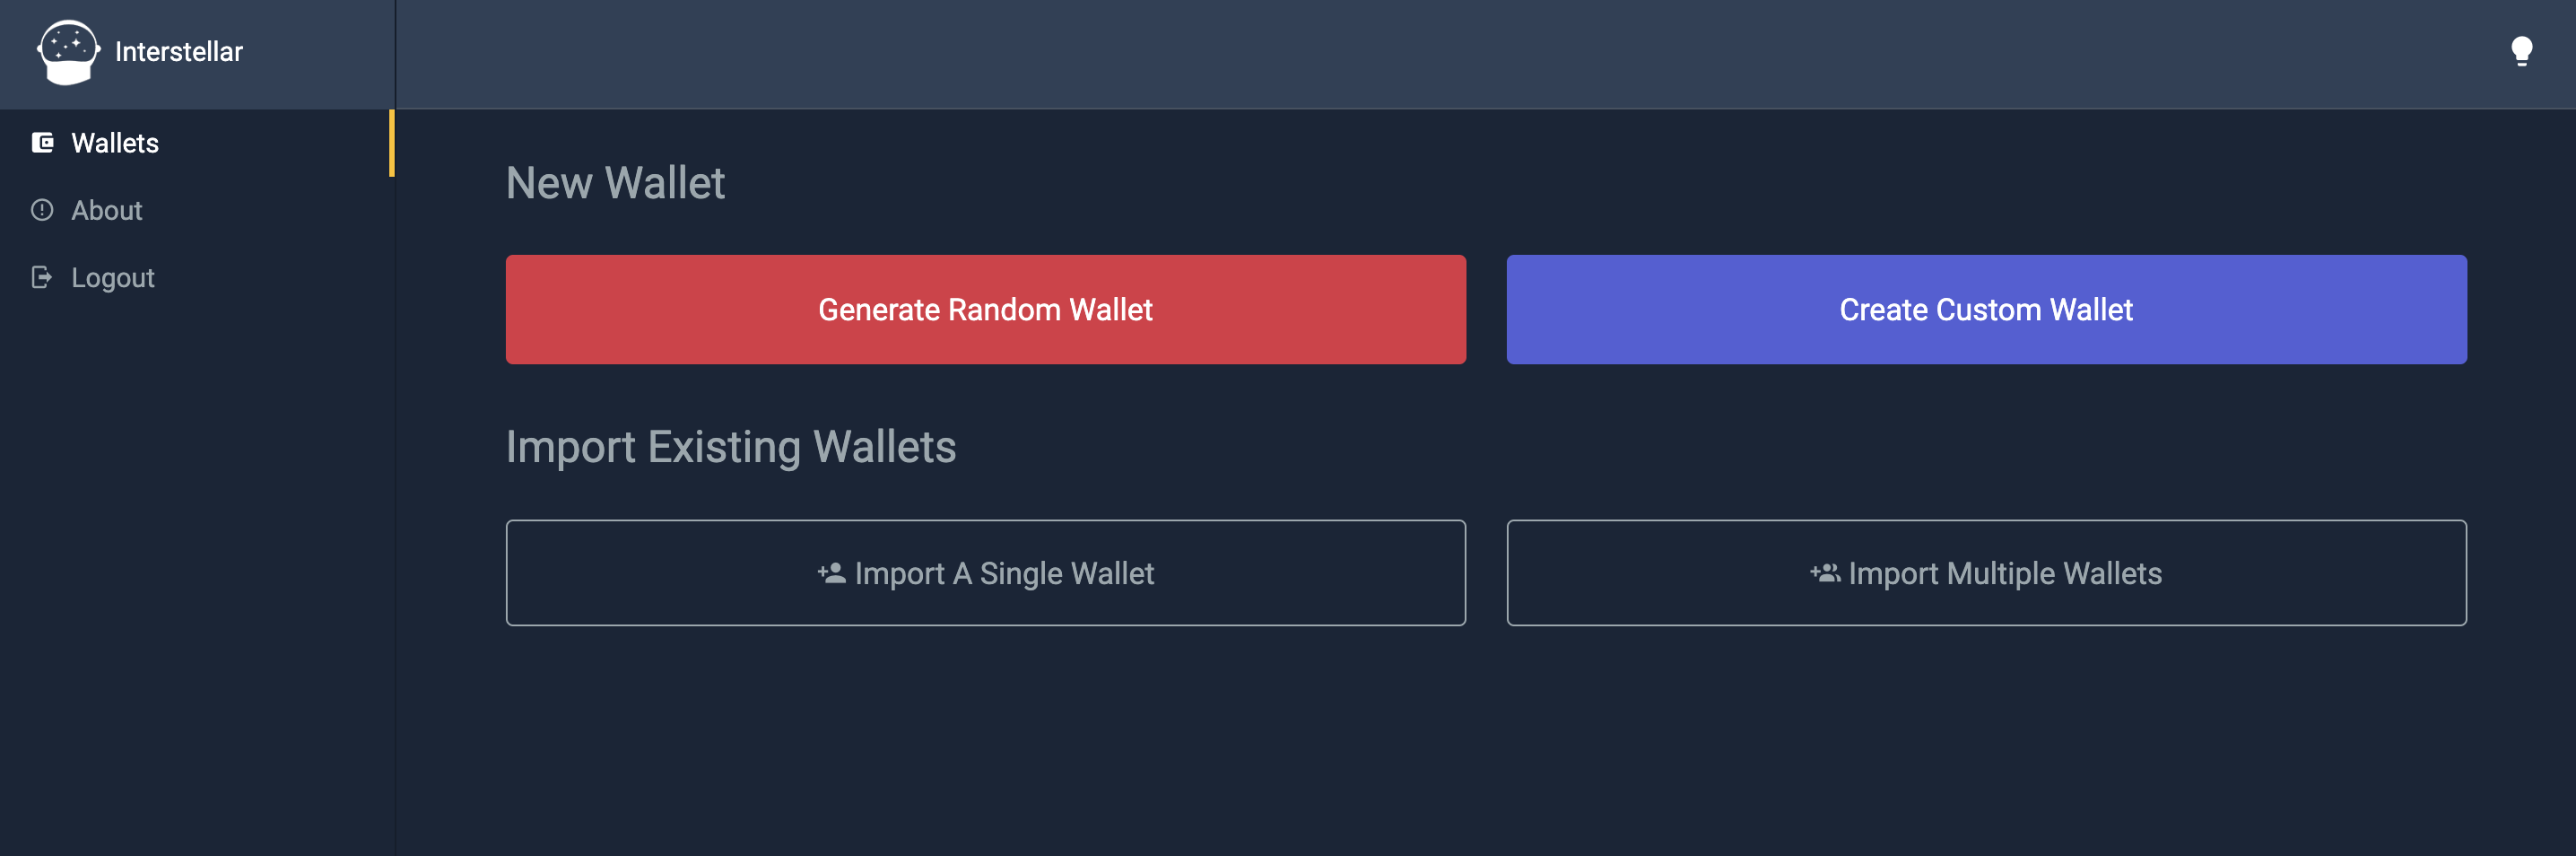 Interstellar
Wallets
About
Logout
New Wallet
Generate Random Wallet
Create Custom Wallet
Import Existing Wallets
Import A Single Wallet
Import Multiple Wallets